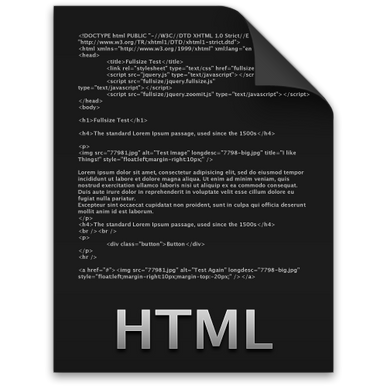 <!DOCTYPE html PUBLIC "-//W3C//DTD XHTML 1.0 Strict//E
"http://www.w3.org/TR/xhtml1/DTD/xhtml1-strict.dtd">
<html xmlns="http://www.w3.org/1999/xhtml" xml:lang="en
<head>
<title>Fullsize Test</title>
<link rel="stylesheet" type="text/css" href="fullsize
<script src="jquery.js" type="text/javascript"></script>
<script src="fullsize/jquery.fullsize.js"
type="text/javascript"></script>
<script src="fullsize/jquery.zoomit.js" type="text/javascript"></script>
</head>
<body>
<h1>Fullsize Test</h1>
<h4>The standard Lorem Ipsum passage, used since the 1500s</h4>
<p>
<img src="77981.jpg" alt="Test Image" longdesc="7798-big.jpg" title="I like
Things!" style="float:left;margin-right:10px;" />
Lorem ipsum dolor sit amet, consectetur adipisicing elit, sed do eiusmod tempor
incididunt ut labore et dolore magna aliqua. Ut enim ad minim veniam, quis
nostrud exercitation ullamco laboris nisi ut aliquip ex ea commodo consequat.
Duis aute irure dolor in reprehenderit in voluptate velit esse cillum dolore eu
fugiat nulla pariatur.
Excepteur sint occaecat cupidatat non proident, sunt in culpa qui officia deserunt
mollit anim id est laborum.
</p>
<h4>The standard Lorem Ipsum passage, used since the 1500s</h4>
<br /><br />
<p>
<div class="button">Button</div>
</p>
<hr />
<a href="#"><img src="77981.jpg" alt="Test Again" longdesc="7798-big.jpg"
style="float:left;margin-right:10px;margin-top:-20px;" /></a>
HTML